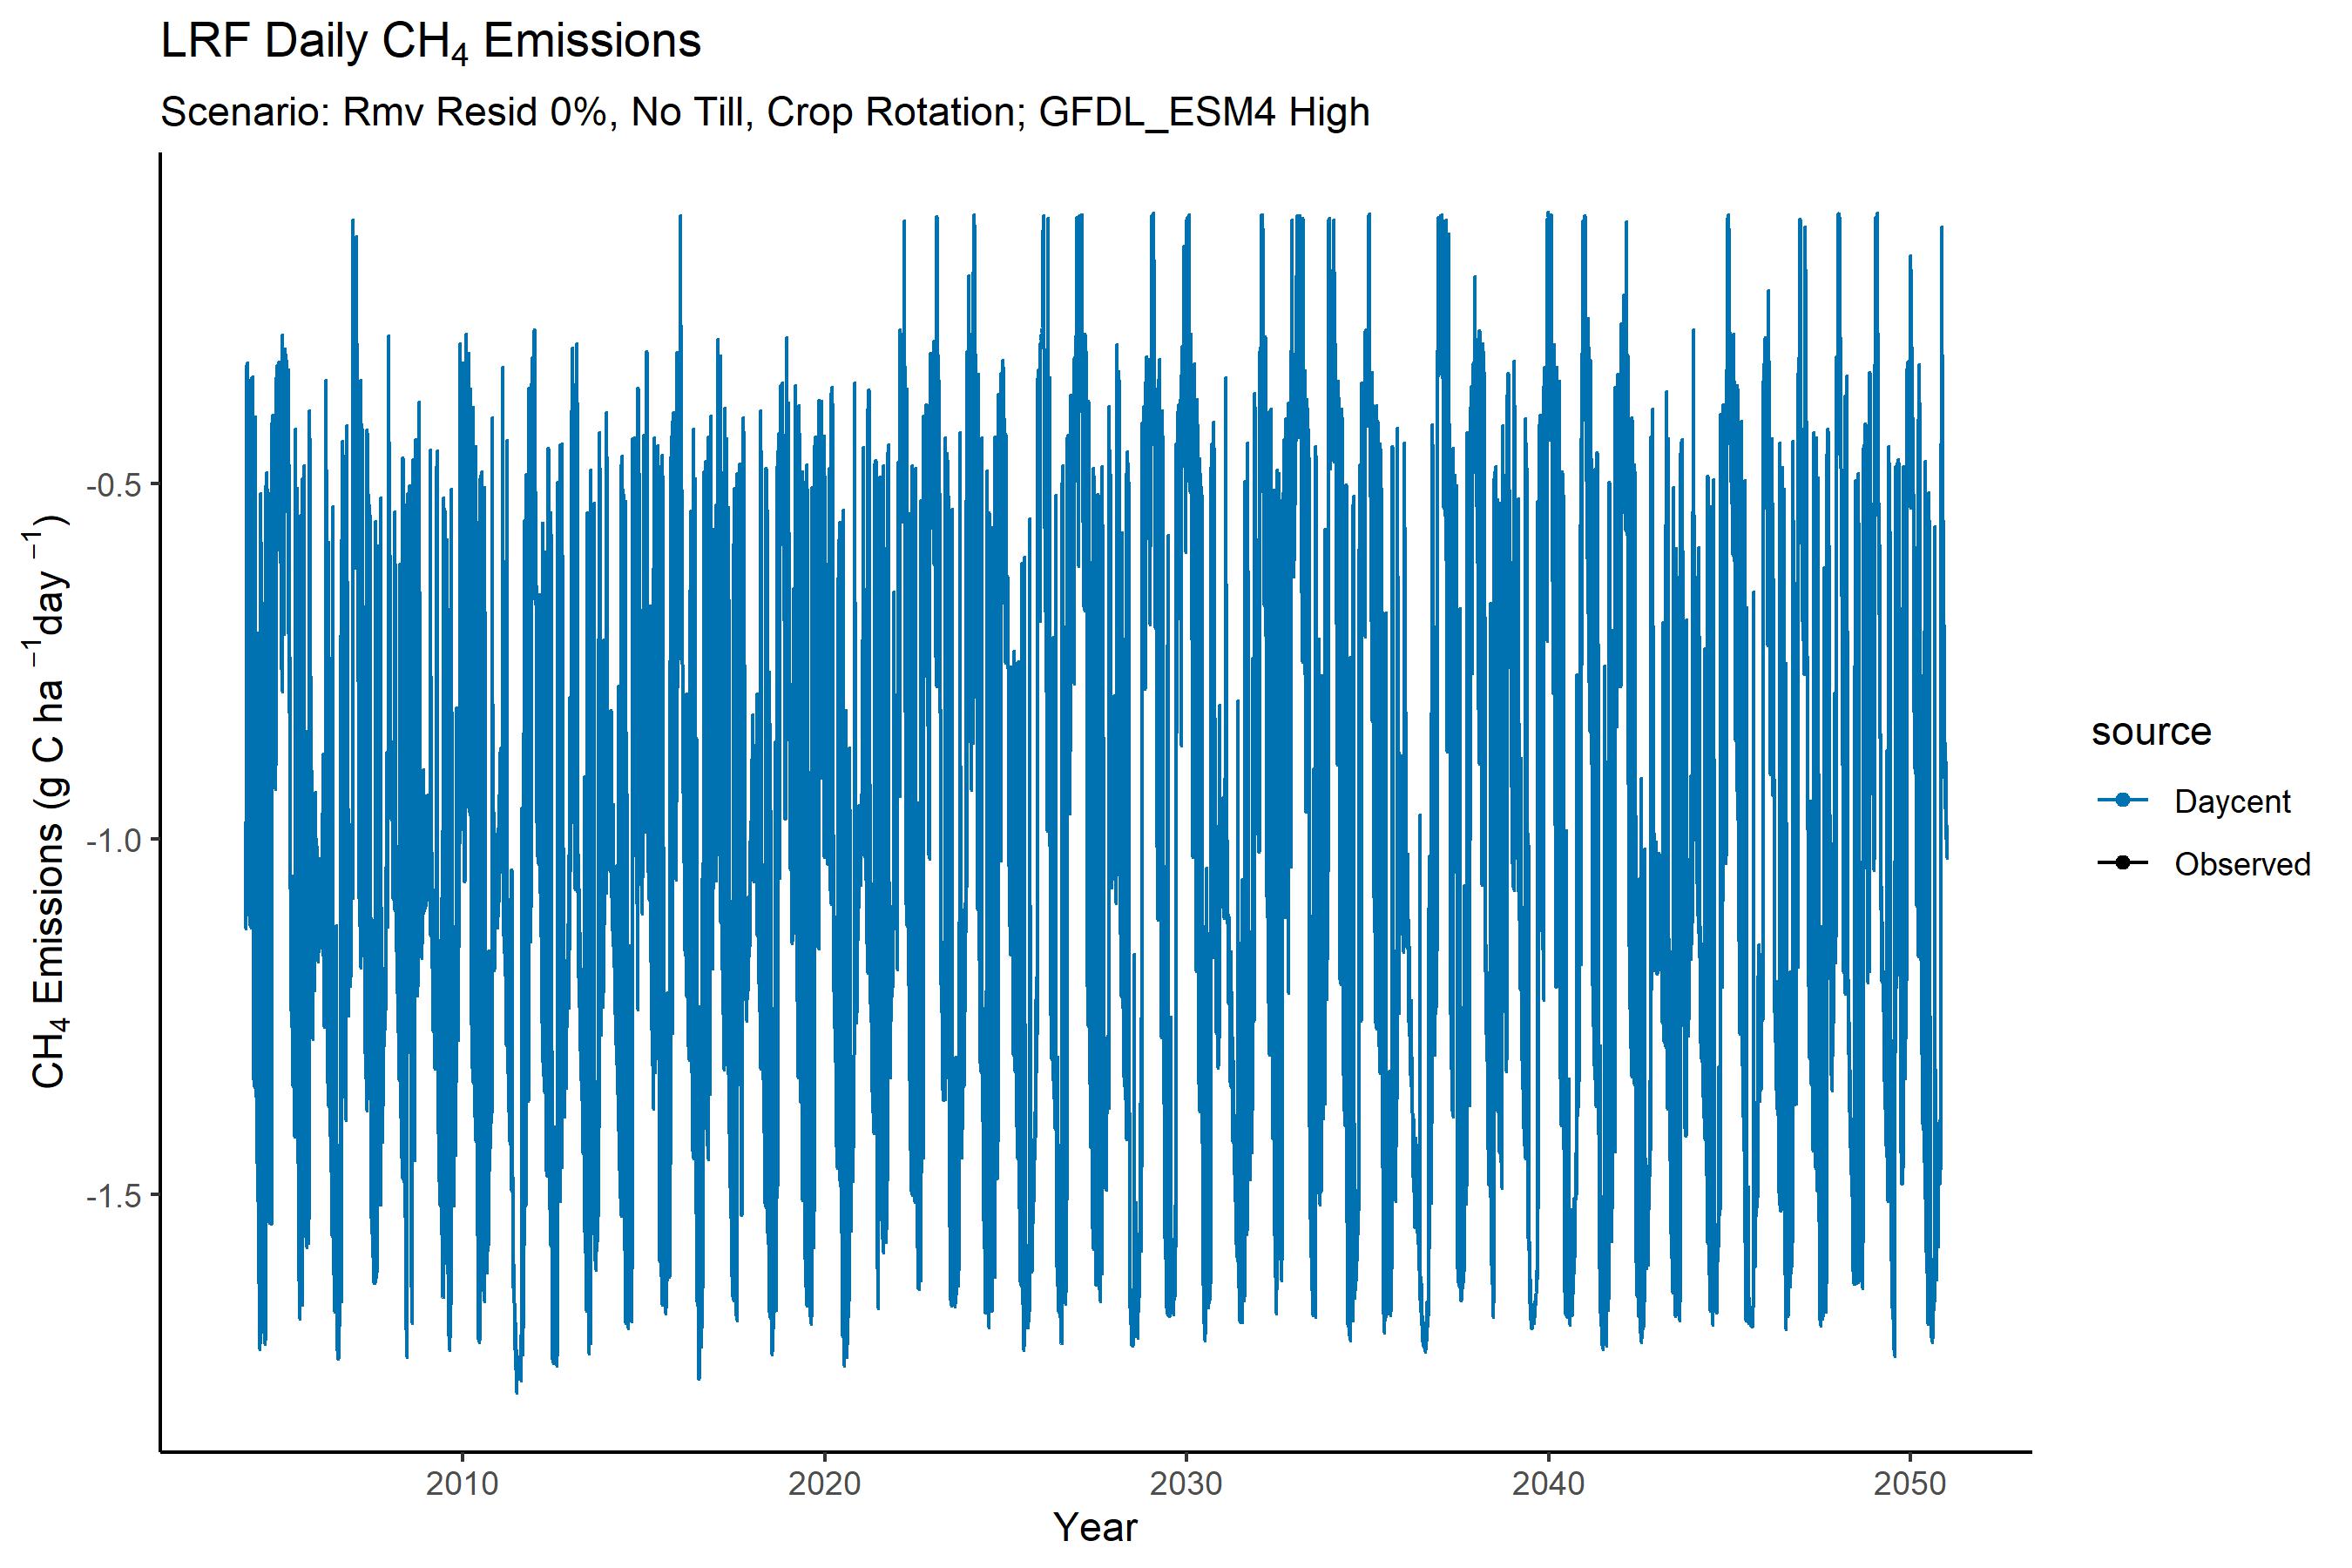 LRF Daily CH₄ Emissions
Scenario: Rmv Resid 0%, No Till, Crop Rotation; GFDL_ESM4 High
CH₄ Emissions (g C ha ⁻¹day ⁻¹)
-0.5
-1.0
-1.5
2010 2020 2030 2040 2050
Year
source
Daycent
Observed